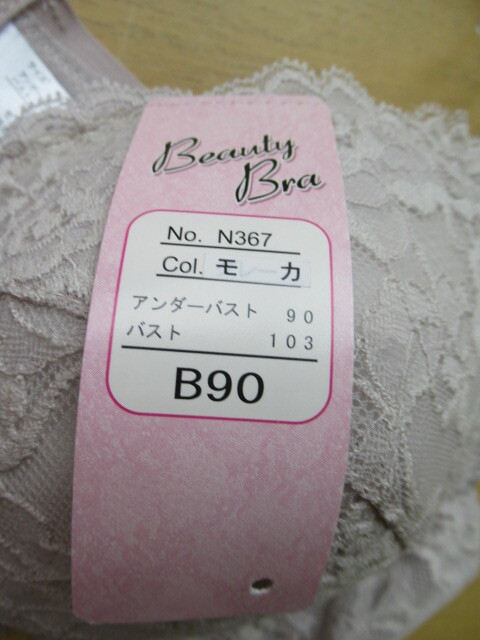 Beauty
Bra
No. N367
Col. モレーカ
アンダーバスト 90
バスト 103
B90